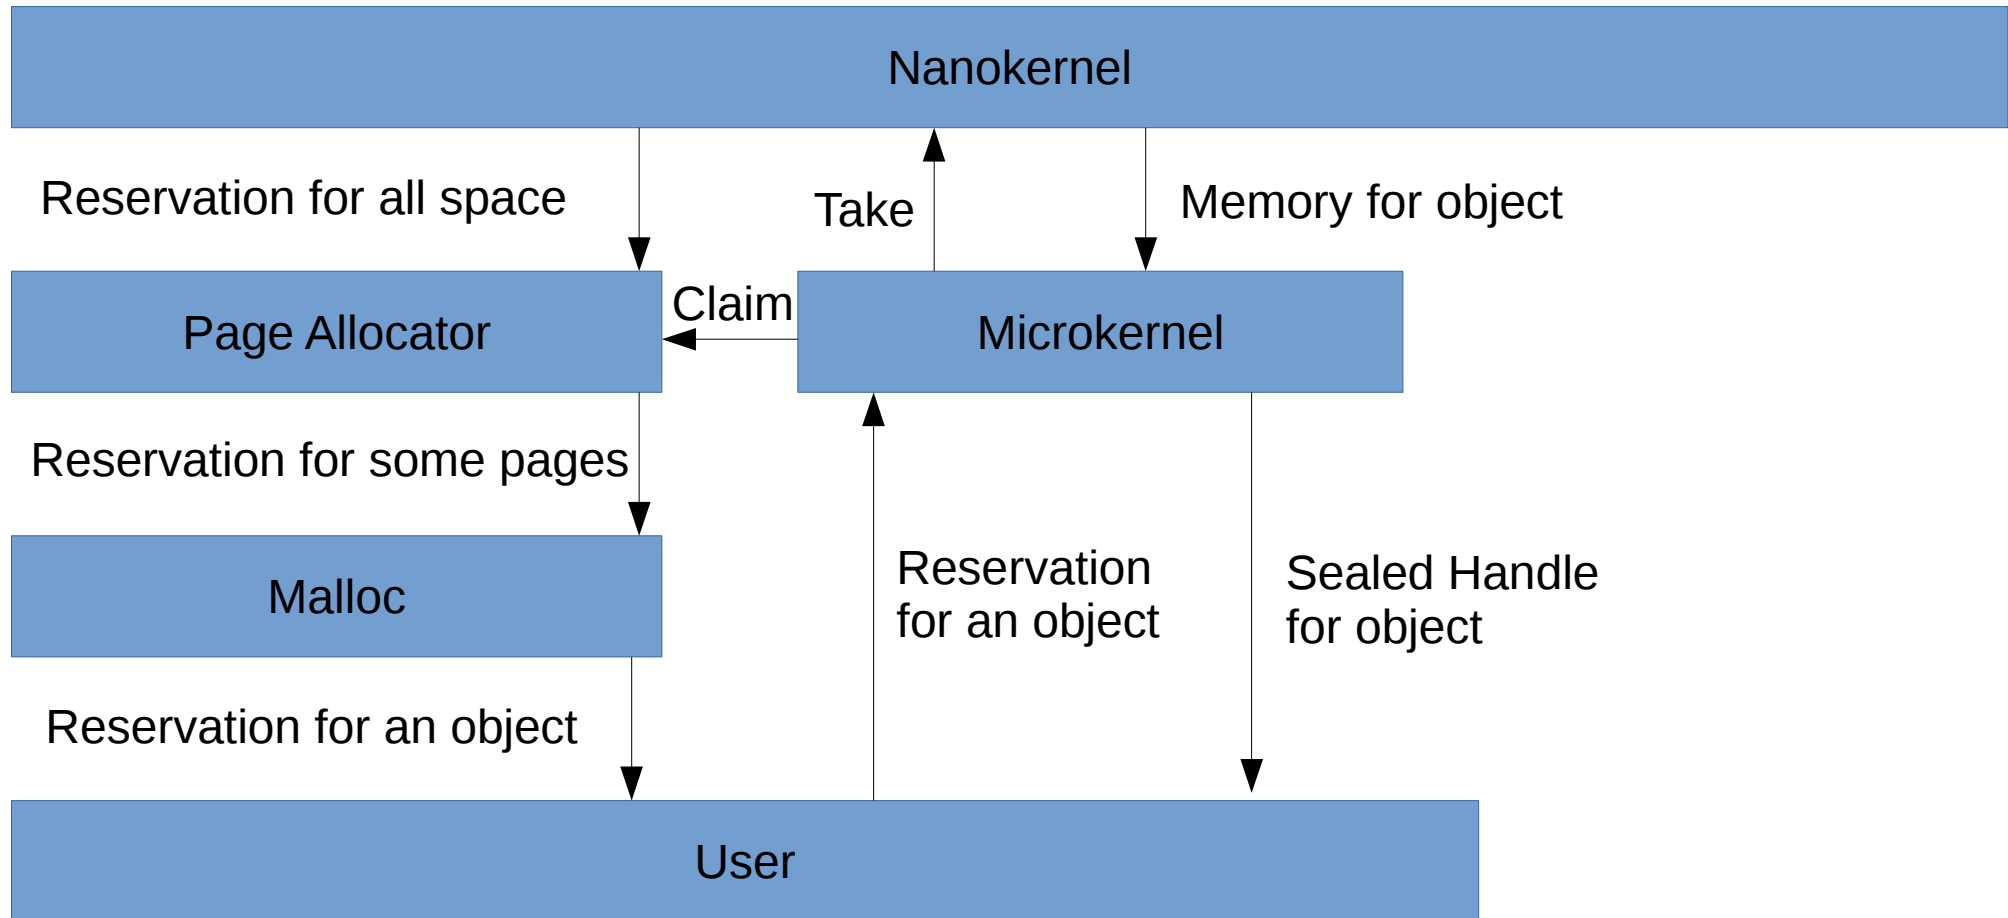 Nanokernel
Reservation for all space
Take
Memory for object
Claim
Page Allocator
Microkernel
Reservation for some pages
Malloc
Reservation
for an object
Sealed Handle
for object
Reservation for an object
User